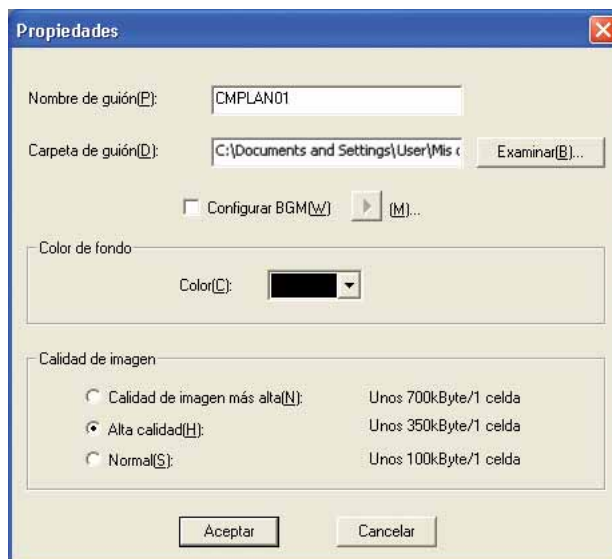 Propiedades
Nombre de guión(P): CMPLAN01
Carpeta de guión(D): C:\Documents and Settings\User\Mis Examinar(B)...
Configurar BGM(W) (M)...
Color de fondo
Color(C):
Calidad de imagen
Calidad de imagen más alta(N): Unos 700kByte/1 celda
Alta calidad(H): Unos 350kByte/1 celda
Normal(S): Unos 100kByte/1 celda
Aceptar Cancelar